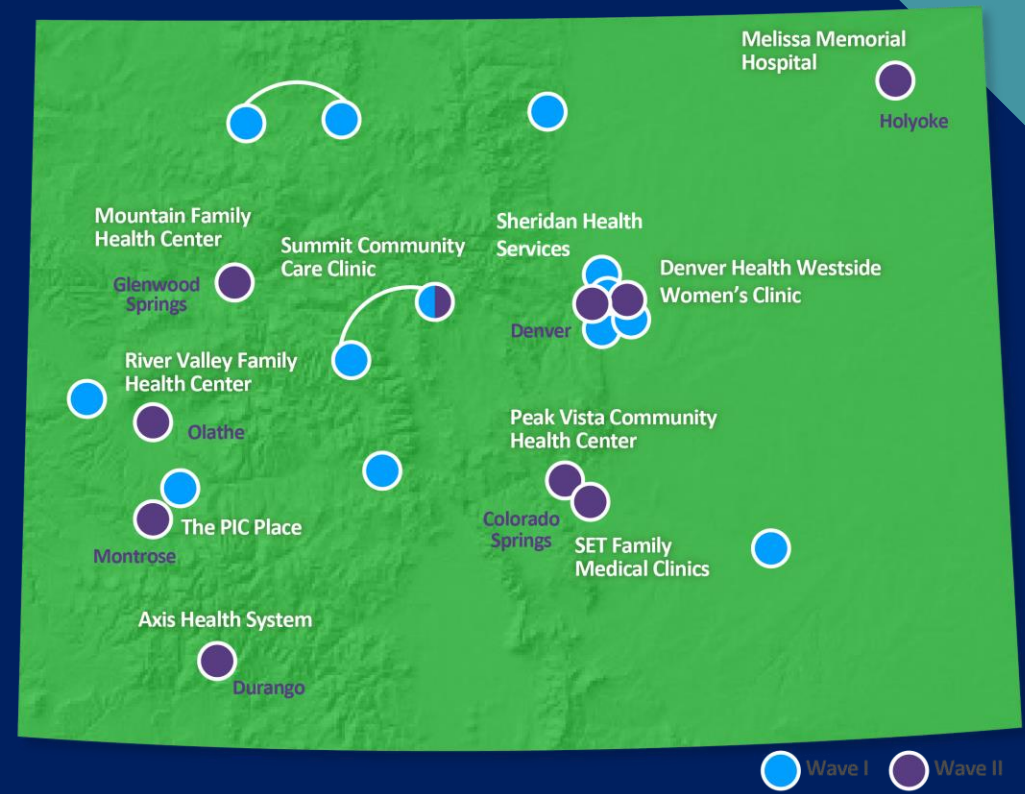 Melissa Memorial
Hospital
Holyoke
Mountain Family
Health Center
Glenwood
Springs
Summit Community
Care Clinic
Sheridan Health
Services
Denver Health Westside
Women's Clinic
Denver
River Valley Family
Health Center
Olathe
Peak Vista Community
Health Center
Colorado
Springs
SET Family
Medical Clinics
The PIC Place
Montrose
Axis Health System
Durango
Wave I
Wave II